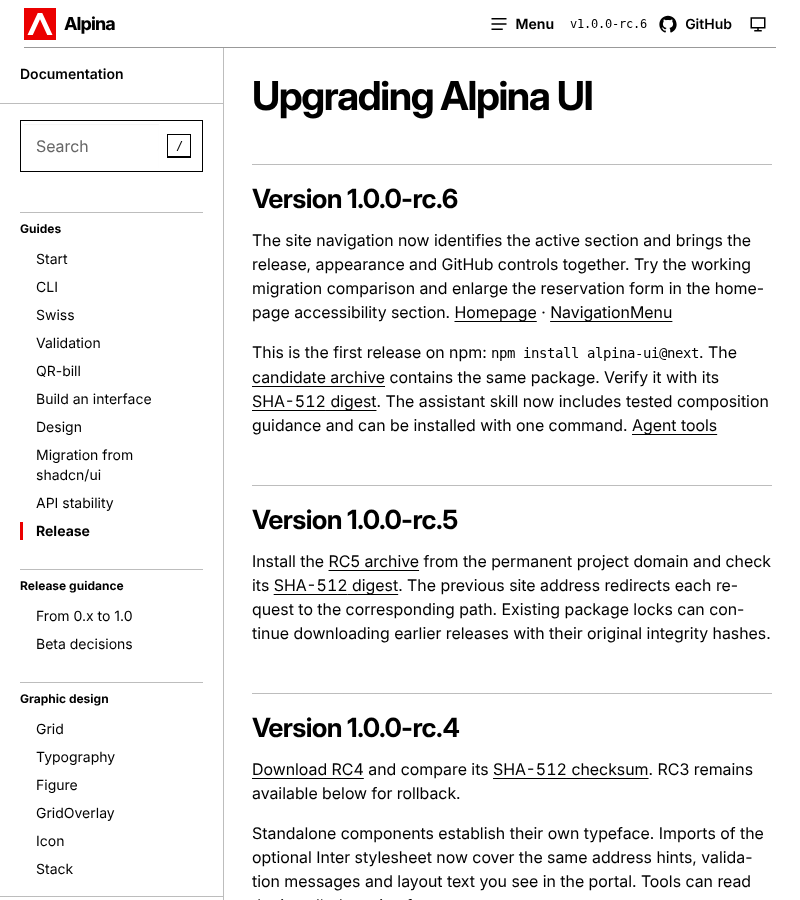 Alpina
Menu
v1.0.0-rc.6
GitHub
Documentation
Search
/
Guides
Start
CLI
Swiss
Validation
QR-bill
Build an interface
Design
Migration from
shadcn/ui
API stability
Release
Release guidance
From 0.x to 1.0
Beta decisions
Graphic design
Grid
Typography
Figure
GridOverlay
Icon
Stack
Upgrading Alpina UI
Version 1.0.0-rc.6
The site navigation now identifies the active section and brings the
release, appearance and GitHub controls together. Try the working
migration comparison and enlarge the reservation form in the home-
page accessibility section. Homepage · NavigationMenu
This is the first release on npm: npm install alpina-ui@next. The
candidate archive contains the same package. Verify it with its
SHA-512 digest. The assistant skill now includes tested composition
guidance and can be installed with one command. Agent tools
Version 1.0.0-rc.5
Install the RC5 archive from the permanent project domain and check
its SHA-512 digest. The previous site address redirects each re-
quest to the corresponding path. Existing package locks can con-
tinue downloading earlier releases with their original integrity hashes.
Version 1.0.0-rc.4
Download RC4 and compare its SHA-512 checksum. RC3 remains
available below for rollback.
Standalone components establish their own typeface. Imports of the
optional Inter stylesheet now cover the same address hints, valida-
tion messages and layout text you see in the portal. Tools can read